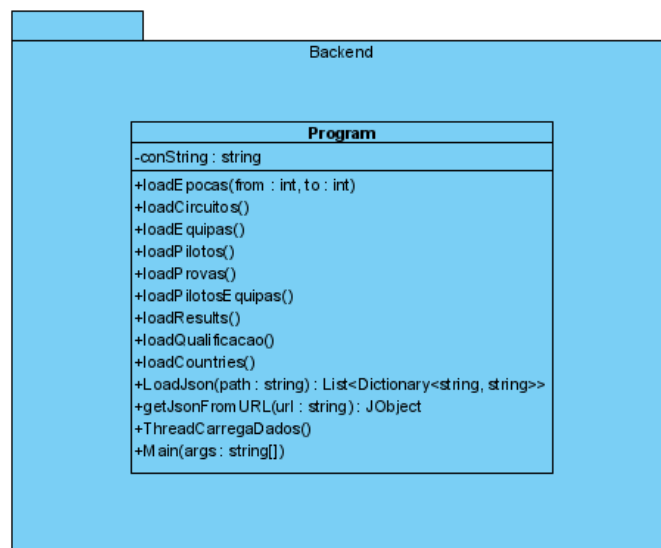 Backend
Program
-conString : string
+loadEpocas(from : int, to : int)
+loadCircuitos()
+loadEquipas()
+loadPilotos()
+loadProvas()
+loadPilotosEquipas()
+loadResults()
+loadQualificacao()
+loadCountries()
+LoadJson(path : string) : List<Dictionary<string, string>>
+getJsonFromURL(url : string) : JObject
+ThreadCarregaDados()
+Main(args : string[])